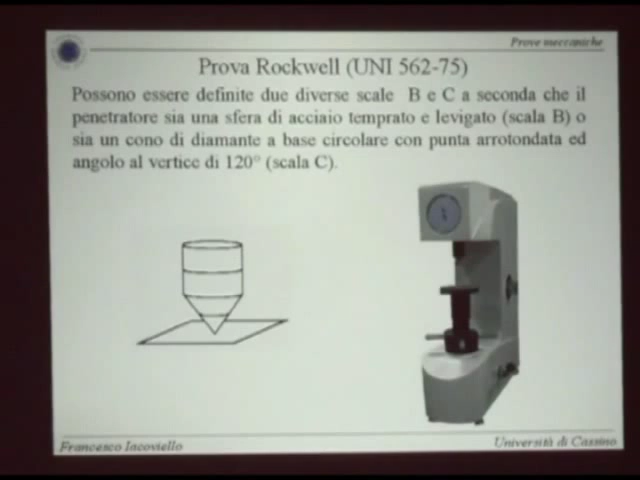 Prove meccaniche
Prova Rockwell (UNI 562-75)
Possono essere definite due diverse scale B e C a seconda che il
penetratore sia una sfera di acciaio temprato e levigato (scala B) o
sia un cono di diamante a base circolare con punta arrotondata ed
angolo al vertice di 120° (scala C).
Francesco Iacoviello
Università di Cassino